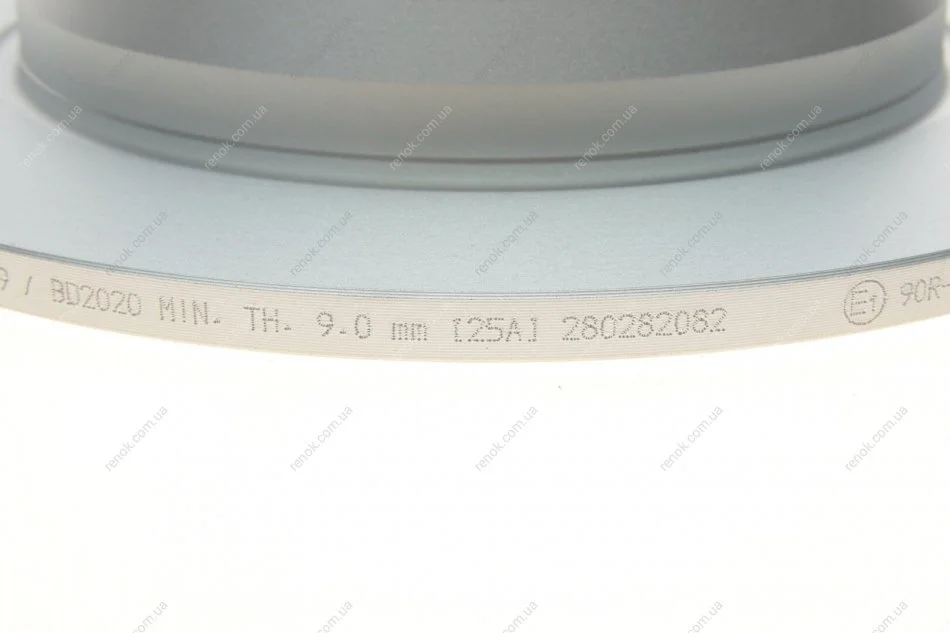 9 / BD2020 MIN. TH. 9.0 mm [25A] 280282082 E1 90R-
renok.com.ua